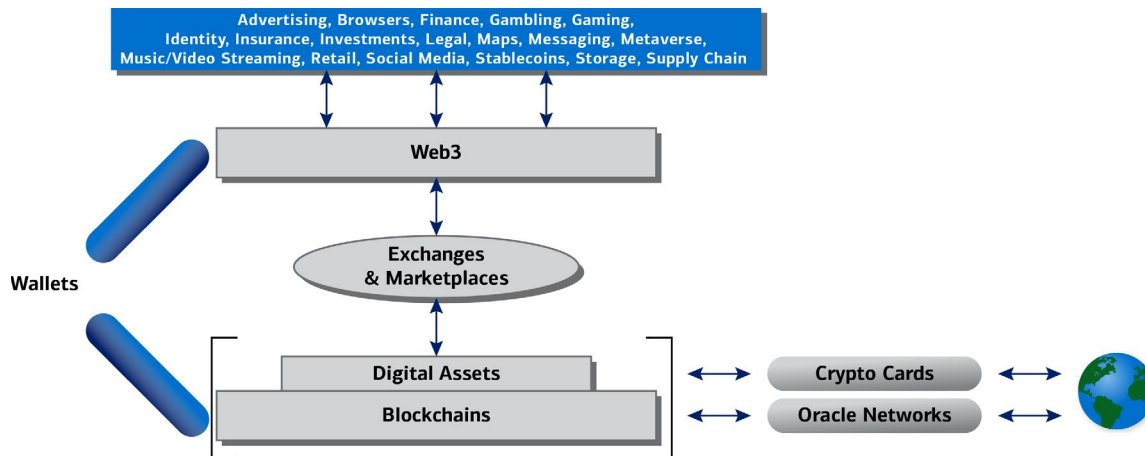 Advertising, Browsers, Finance, Gambling, Gaming,
Identity, Insurance, Investments, Legal, Maps, Messaging, Metaverse,
Music/Video Streaming, Retail, Social Media, Stablecoins, Storage, Supply Chain
Web3
Exchanges
& Marketplaces
Wallets
Digital Assets
Blockchains
Crypto Cards
Oracle Networks